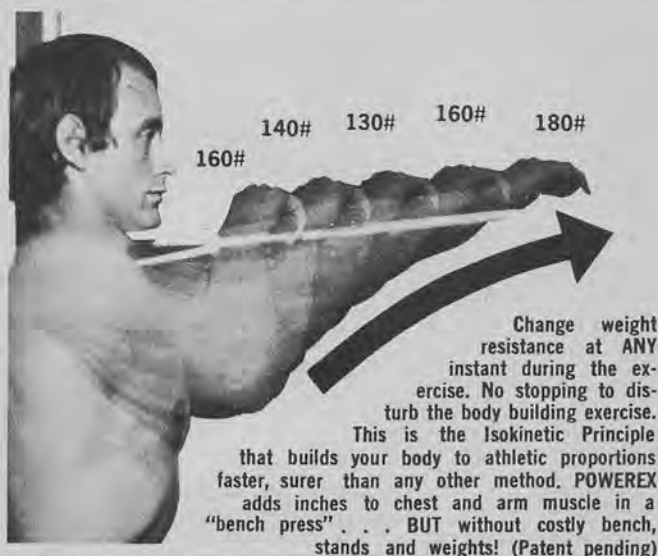 160#
140#
130#
160#
180#
Change weight
resistance at ANY
instant during the ex-
ercise. No stopping to dis-
turb the body building exercise.
This is the Isokinetic Principle
that builds your body to athletic proportions
faster, surer than any other method. POWEREX
adds inches to chest and arm muscle in a
"bench press" . . . BUT without costly bench,
stands and weights! (Patent pending)